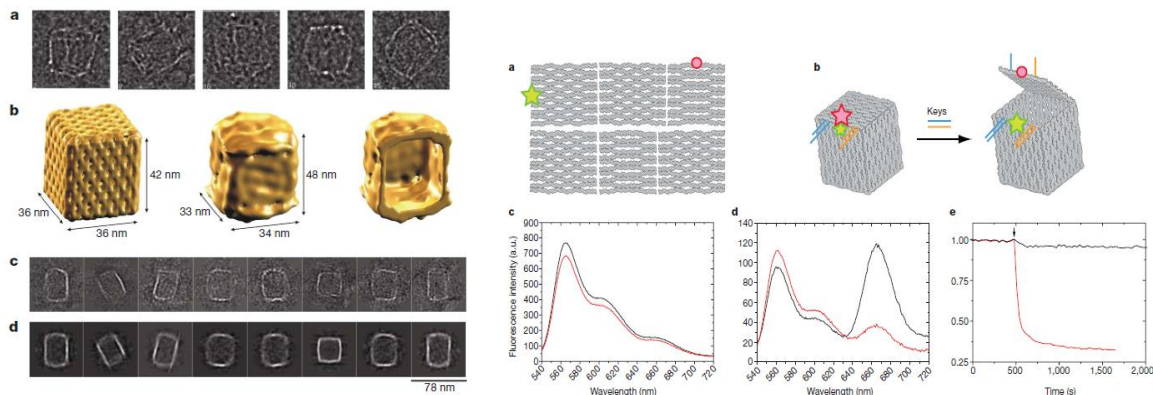 a
b
42 nm
36 nm
36 nm
48 nm
33 nm
34 nm
c
d
78 nm
a
b
Keys
c
Fluorescence intensity (a.u.)
900
800
700
600
500
400
300
200
100
0
540
560
580
600
620
640
660
680
700
720
Wavelength (nm)
d
140
120
100
80
60
40
20
0
540
560
580
600
620
640
660
680
700
720
Wavelength (nm)
e
1.00
0.75
0.50
0.25
0
500
1,000
1,500
2,000
Time (s)